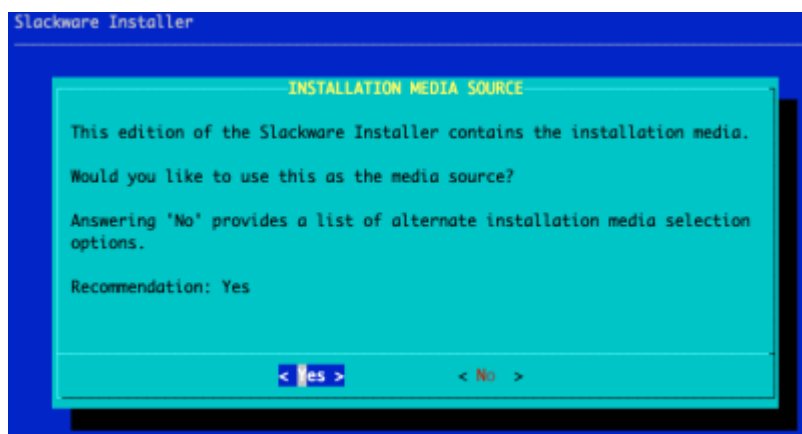 Slackware Installer
INSTALLATION MEDIA SOURCE
This edition of the Slackware Installer contains the installation media.
Would you like to use this as the media source?
Answering 'No' provides a list of alternate installation media selection
options.
Recommendation: Yes
< Yes >
< No >